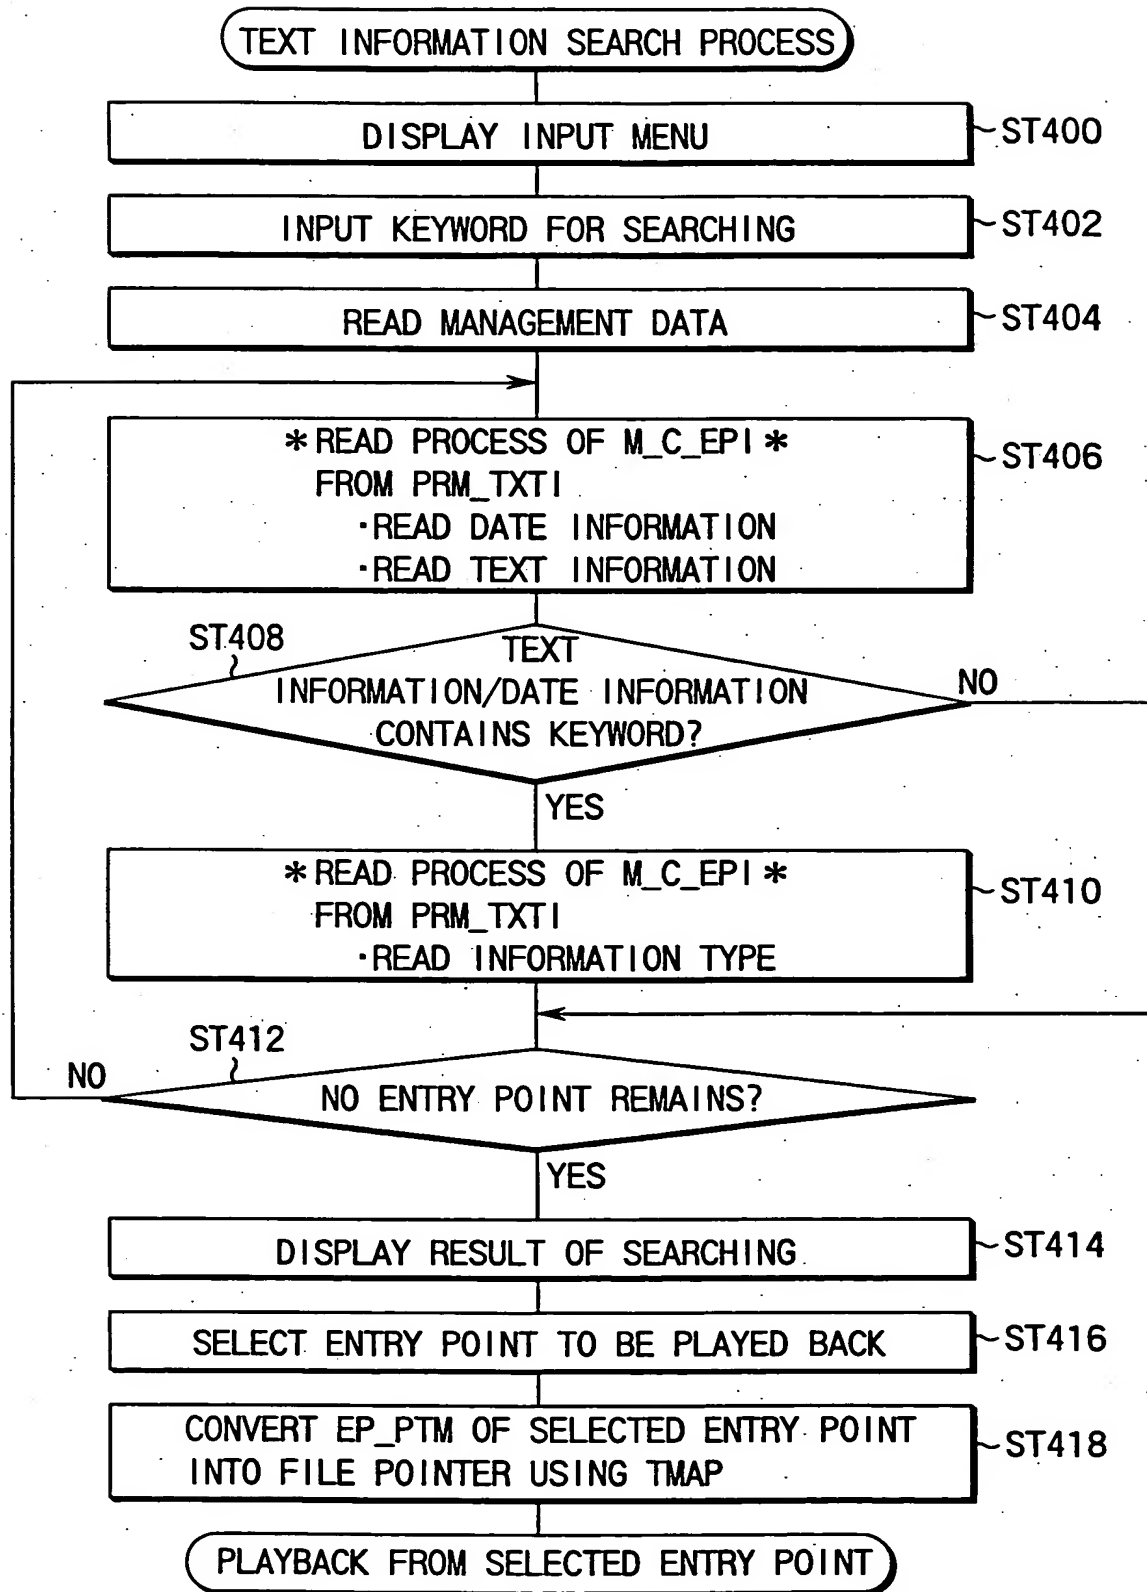 TEXT INFORMATION SEARCH PROCESS
DISPLAY INPUT MENU
ST400
INPUT KEYWORD FOR SEARCHING
ST402
READ MANAGEMENT DATA
ST404
*READ PROCESS OF M_C_EPI*
FROM PRM_TXTI
·READ DATE INFORMATION
·READ TEXT INFORMATION
ST406
ST408
TEXT
INFORMATION/DATE INFORMATION
CONTAINS KEYWORD?
NO
YES
*READ PROCESS OF M_C_EPI*
FROM PRM_TXTI
·READ INFORMATION TYPE
ST410
ST412
NO
NO ENTRY POINT REMAINS?
YES
DISPLAY RESULT OF SEARCHING
ST414
SELECT ENTRY POINT TO BE PLAYED BACK
ST416
CONVERT EP_PTM OF SELECTED ENTRY POINT
INTO FILE POINTER USING TMAP
ST418
PLAYBACK FROM SELECTED ENTRY POINT